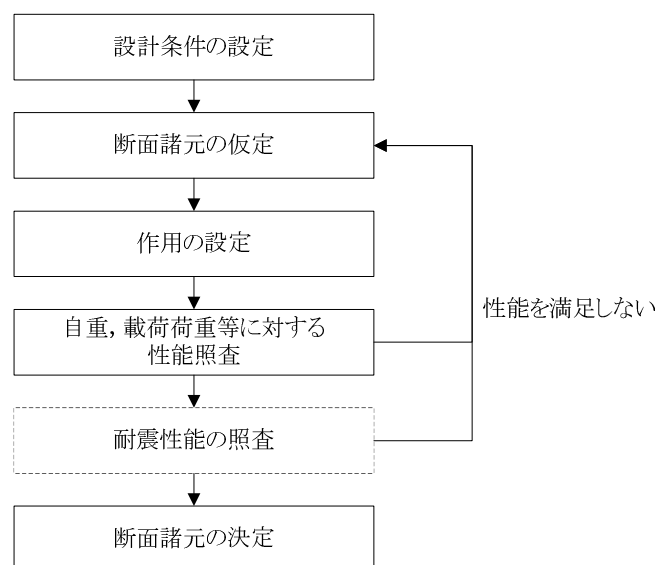 設計条件の設定
断面諸元の仮定
作用の設定
自重，載荷荷重等に対する
性能照査
性能を満足しない
耐震性能の照査
断面諸元の決定